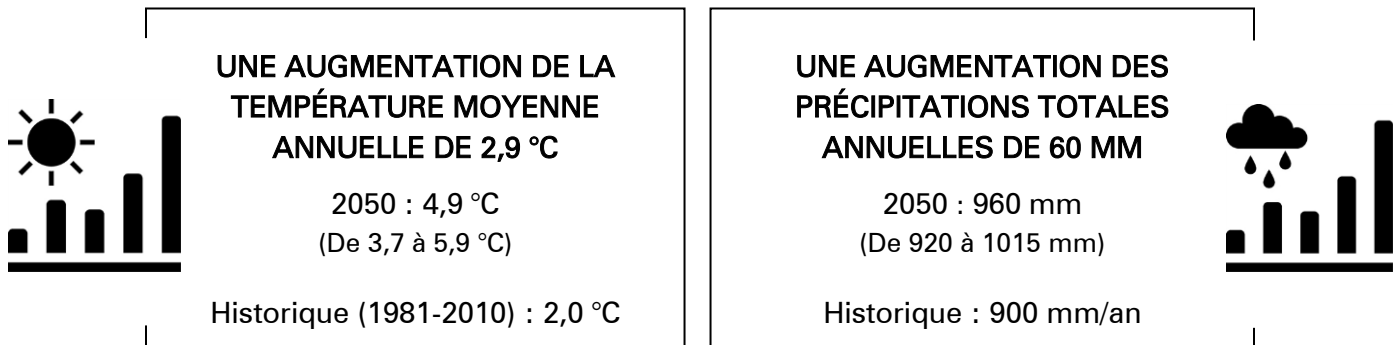 UNE AUGMENTATION DE LA
TEMPÉRATURE MOYENNE
ANNUELLE DE 2,9 °C
2050 : 4,9 °C
(De 3,7 à 5,9 °C)
Historique (1981-2010) : 2,0 °C
UNE AUGMENTATION DES
PRÉCIPITATIONS TOTALES
ANNUELLES DE 60 MM
2050 : 960 mm
(De 920 à 1015 mm)
Historique : 900 mm/an